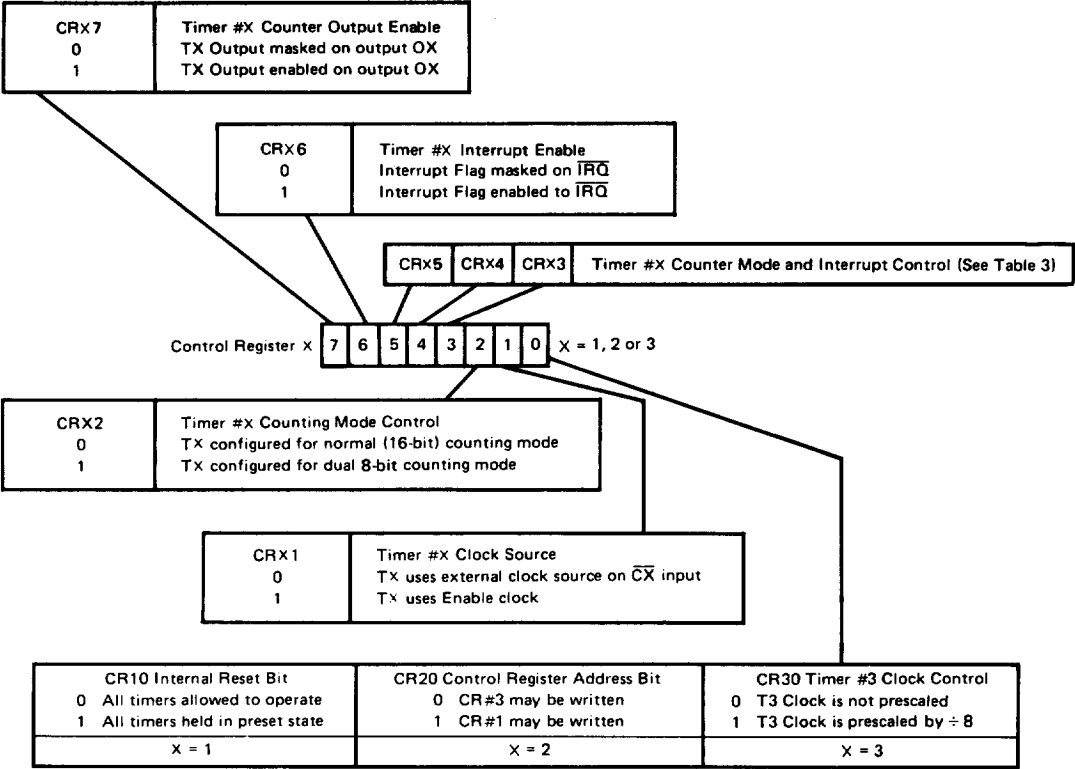 CRX7 Timer #X Counter Output Enable
0 TX Output masked on output OX
1 TX Output enabled on output OX
CRX6 Timer #X Interrupt Enable
0 Interrupt Flag masked on I̅R̅Q̅
1 Interrupt Flag enabled to I̅R̅Q̅
CRX5 CRX4 CRX3 Timer #X Counter Mode and Interrupt Control (See Table 3)
Control Register X 7 6 5 4 3 2 1 0 X = 1, 2 or 3
CRX2 Timer #X Counting Mode Control
0 TX configured for normal (16-bit) counting mode
1 TX configured for dual 8-bit counting mode
CRX1 Timer #X Clock Source
0 TX uses external clock source on C̅X̅ input
1 TX uses Enable clock
CR10 Internal Reset Bit
0 All timers allowed to operate
1 All timers held in preset state
X = 1
CR20 Control Register Address Bit
0 CR#3 may be written
1 CR#1 may be written
X = 2
CR30 Timer #3 Clock Control
0 T3 Clock is not prescaled
1 T3 Clock is prescaled by ÷ 8
X = 3